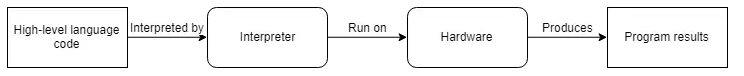 High-level language
code
Interpreted by
Interpreter
Run on
Hardware
Produces
Program results